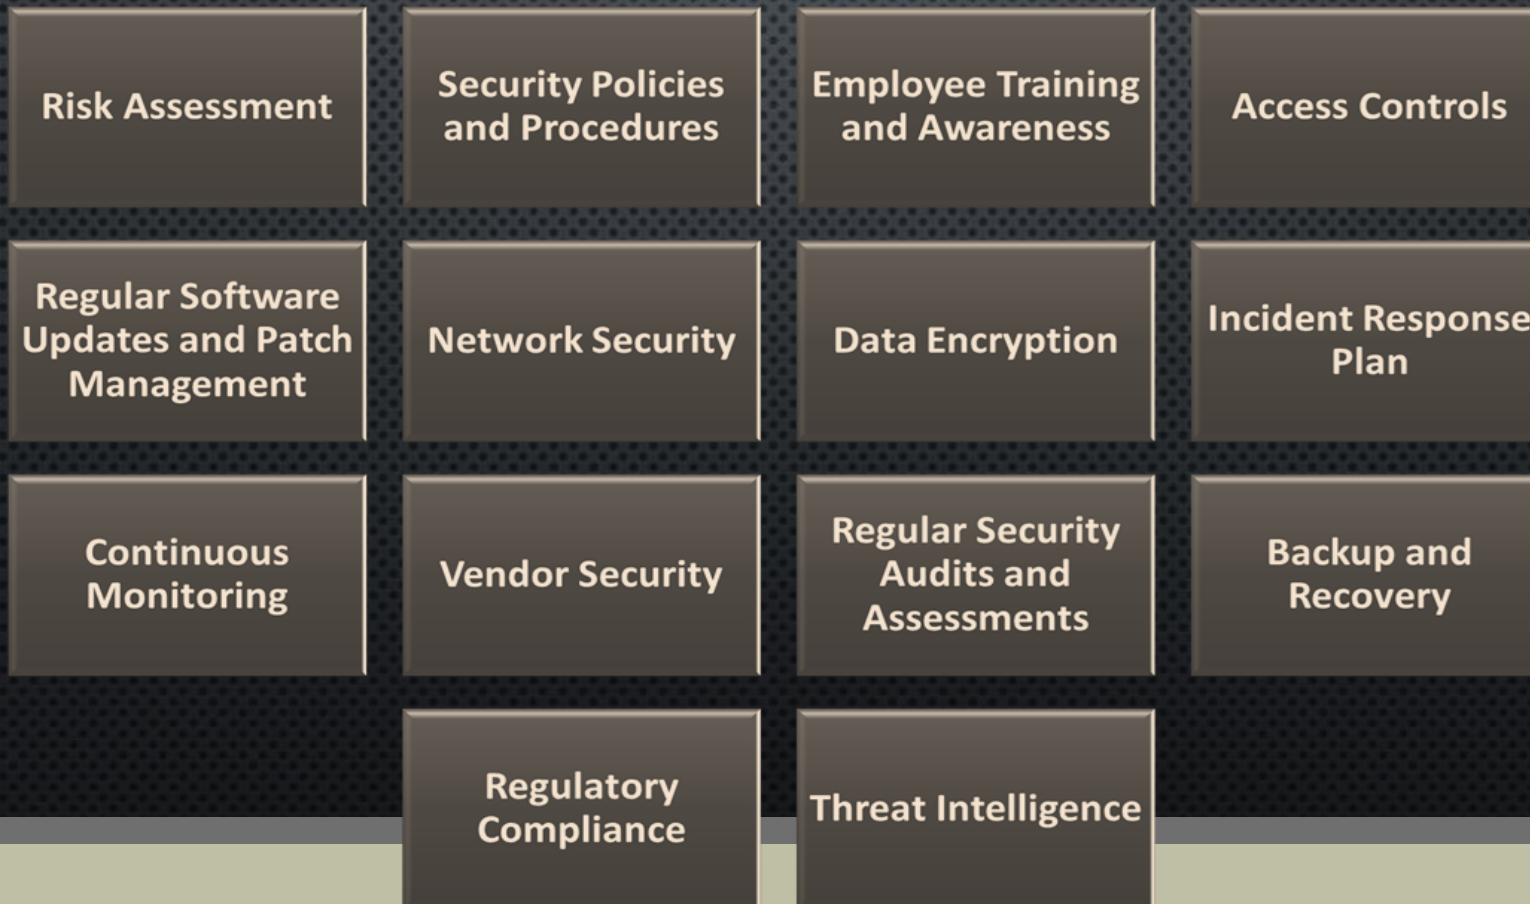 Risk Assessment
Security Policies
and Procedures
Employee Training
and Awareness
Access Controls
Regular Software
Updates and Patch
Management
Network Security
Data Encryption
Incident Response
Plan
Continuous
Monitoring
Vendor Security
Regular Security
Audits and
Assessments
Backup and
Recovery
Regulatory
Compliance
Threat Intelligence